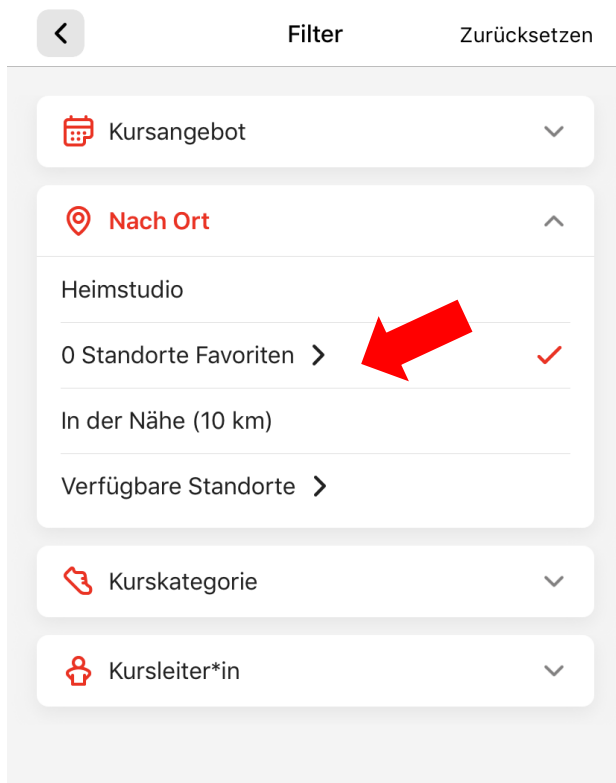 Filter
Zurücksetzen
Kursangebot
Nach Ort
Heimstudio
0 Standorte Favoriten
In der Nähe (10 km)
Verfügbare Standorte
Kurskategorie
Kursleiter*in